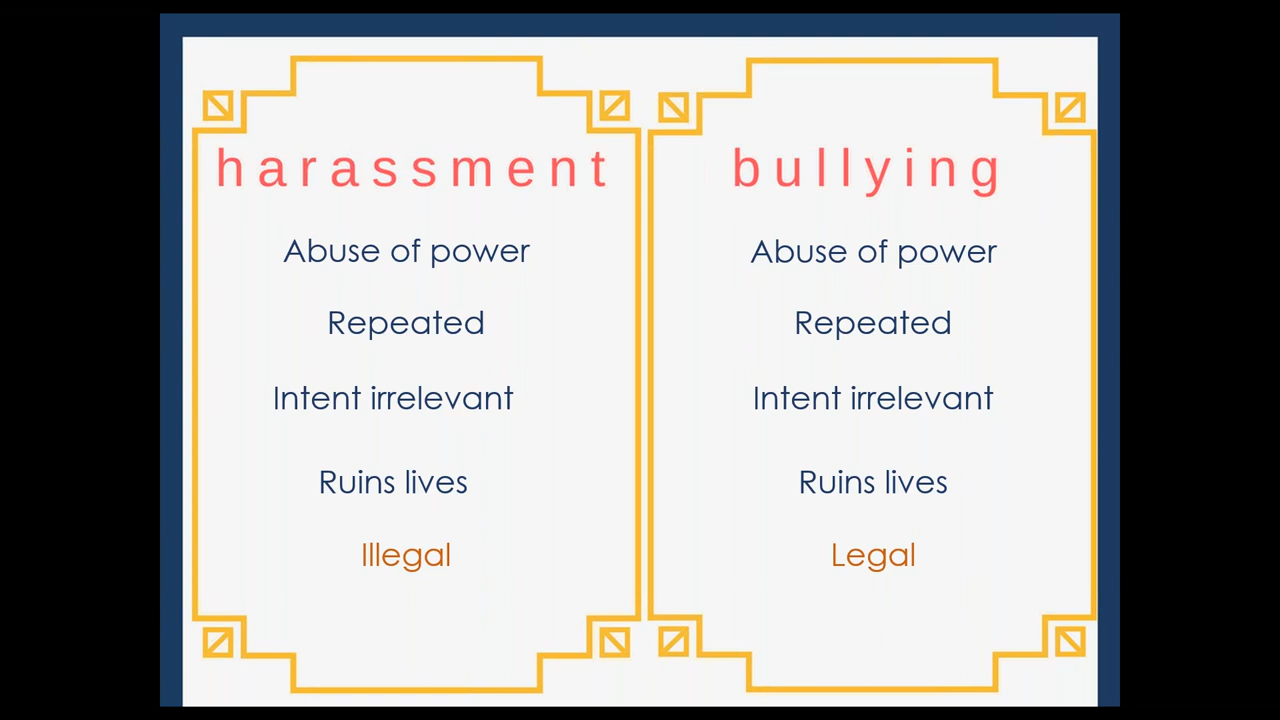 harassment
Abuse of power
Repeated
Intent irrelevant
Ruins lives
Illegal
bullying
Abuse of power
Repeated
Intent irrelevant
Ruins lives
Legal